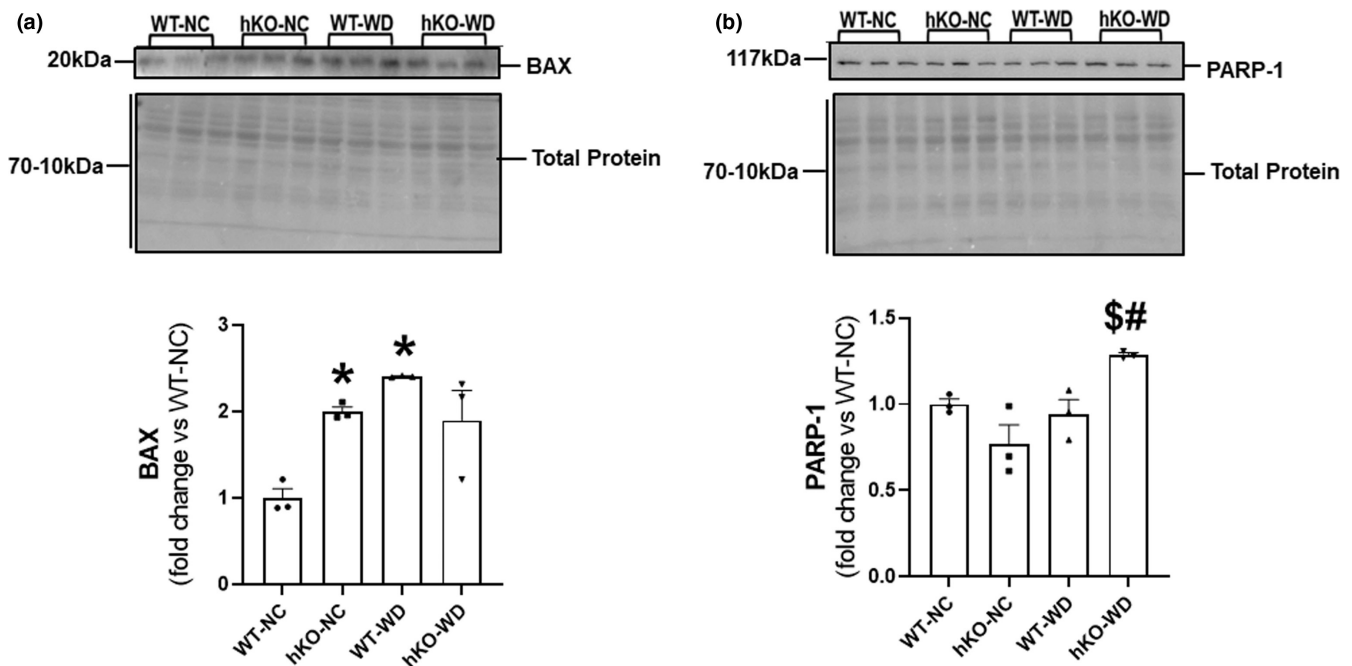 (a)
WT-NC hKO-NC WT-WD hKO-WD
20kDa
BAX
70-10kDa
Total Protein
BAX
(fold change vs WT-NC)
3
2
1
0
*
*
WT-NC
hKO-NC
WT-WD
hKO-WD
(b)
WT-NC hKO-NC WT-WD hKO-WD
117kDa
PARP-1
70-10kDa
Total Protein
PARP-1
(fold change vs WT-NC)
1.5
1.0
0.5
0.0
$#
WT-NC
hKO-NC
WT-WD
hKO-WD